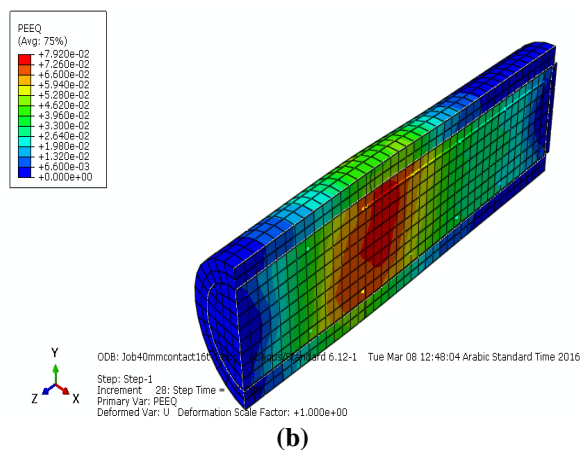 PEEQ
(Avg: 75%)
+7.920e-02
+7.260e-02
+6.600e-02
+5.940e-02
+5.280e-02
+4.620e-02
+3.960e-02
+3.300e-02
+2.640e-02
+1.980e-02
+1.320e-02
+6.600e-03
+0.000e+00
Y
Z
X
ODB: Job40mmcontact16t 6.12-1 Tue Mar 08 12:48:04 Arabic Standard Time 2016
Step: Step-1
Increment 28: Step Time =
Primary Var: PEEQ
Deformed Var: U Deformation Scale Factor: +1.000e+00
(b)